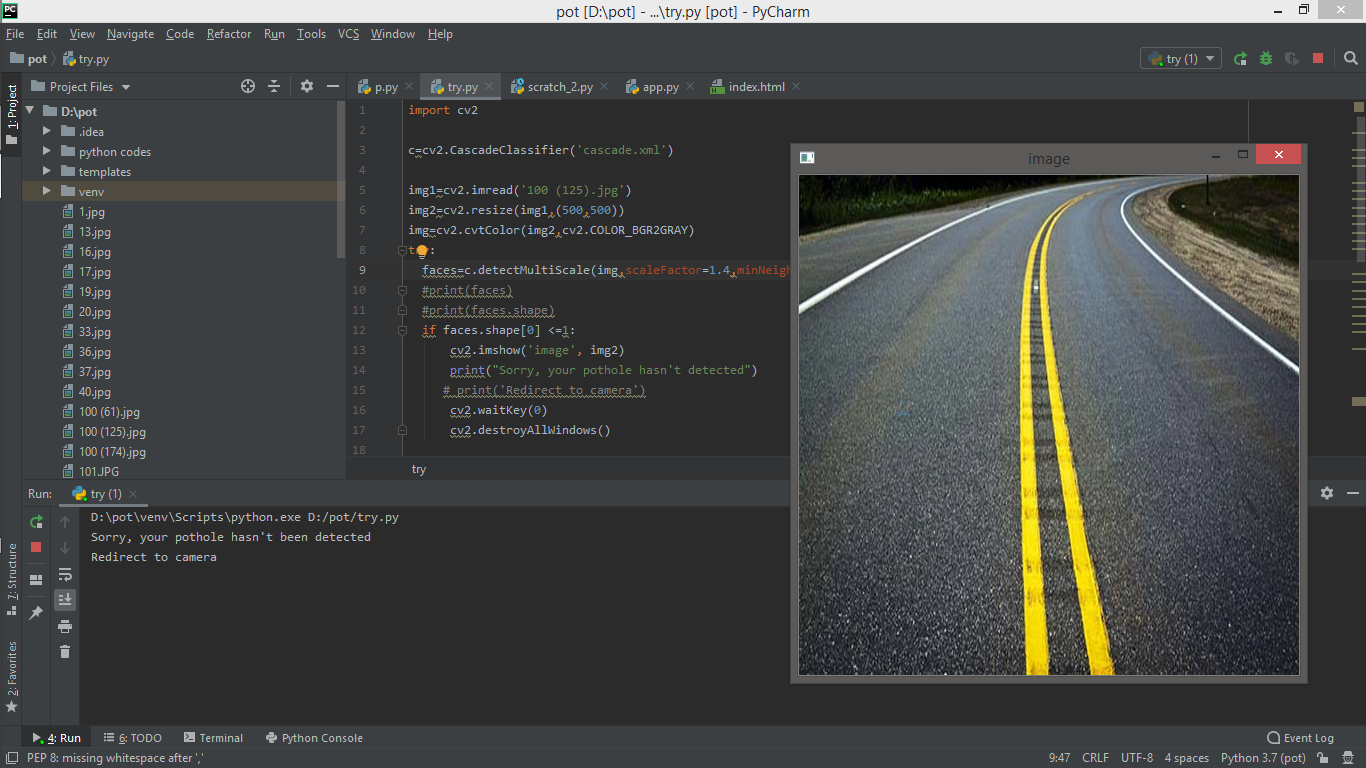 pot [D:\pot] - ...\try.py [pot] - PyCharm
File Edit View Navigate Code Refactor Run Tools VCS Window Help
pot try.py try (1)
1: Project
Project Files
p.py try.py scratch_2.py app.py index.html
D:\pot
.idea
python codes
templates
venv
1.jpg
13.jpg
16.jpg
17.jpg
19.jpg
20.jpg
33.jpg
36.jpg
37.jpg
40.jpg
100 (61).jpg
100 (125).jpg
100 (174).jpg
101.JPG
1 import cv2
2
3 c=cv2.CascadeClassifier('cascade.xml')
4
5 img1=cv2.imread('100 (125).jpg')
6 img2=cv2.resize(img1,(500,500))
7 img=cv2.cvtColor(img2,cv2.COLOR_BGR2GRAY)
8
9 faces=c.detectMultiScale(img,scaleFactor=1.4,minNeigh
10 #print(faces)
11 #print(faces.shape)
12 if faces.shape[0] <=1:
13 cv2.imshow('image', img2)
14 print("Sorry, your pothole hasn't detected")
15 # print('Redirect to camera')
16 cv2.waitKey(0)
17 cv2.destroyAllWindows()
18
try
image
Run: try (1)
D:\pot\venv\Scripts\python.exe D:/pot/try.py
Sorry, your pothole hasn't been detected
Redirect to camera
7: Structure
2: Favorites
4: Run 6: TODO Terminal Python Console Event Log
PEP 8: missing whitespace after ',' 9:47 CRLF UTF-8 4 spaces Python 3.7 (pot)